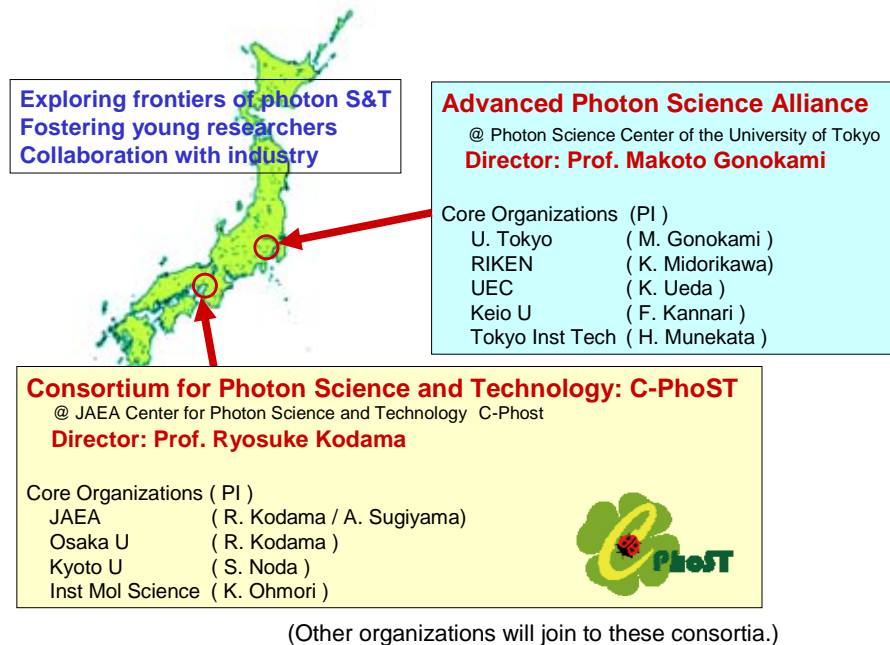 Exploring frontiers of photon S&T
Fostering young researchers
Collaboration with industry
Advanced Photon Science Alliance
@ Photon Science Center of the University of Tokyo
Director: Prof. Makoto Gonokami
Core Organizations (PI )
U. Tokyo ( M. Gonokami )
RIKEN ( K. Midorikawa)
UEC ( K. Ueda )
Keio U ( F. Kannari )
Tokyo Inst Tech ( H. Munekata )
Consortium for Photon Science and Technology: C-PhoST
@ JAEA Center for Photon Science and Technology C-Phost
Director: Prof. Ryosuke Kodama
Core Organizations ( PI )
JAEA ( R. Kodama / A. Sugiyama)
Osaka U ( R. Kodama )
Kyoto U ( S. Noda )
Inst Mol Science ( K. Ohmori )
C PhoST
(Other organizations will join to these consortia.)